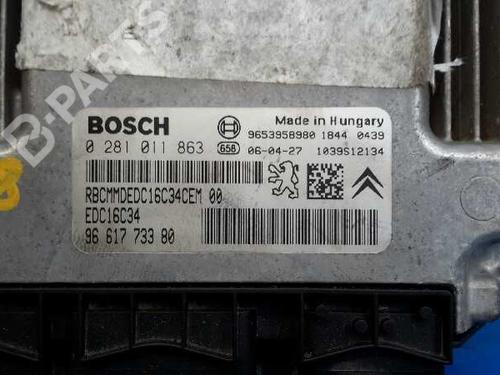 B-PARTS
BOSCH
Made in Hungary
9653958980 1844 0439
0 281 011 863 658 06-04-27 1039S12134
RBCMMDEDC16C34CEM 00
EDC16C34
96 617 733 80